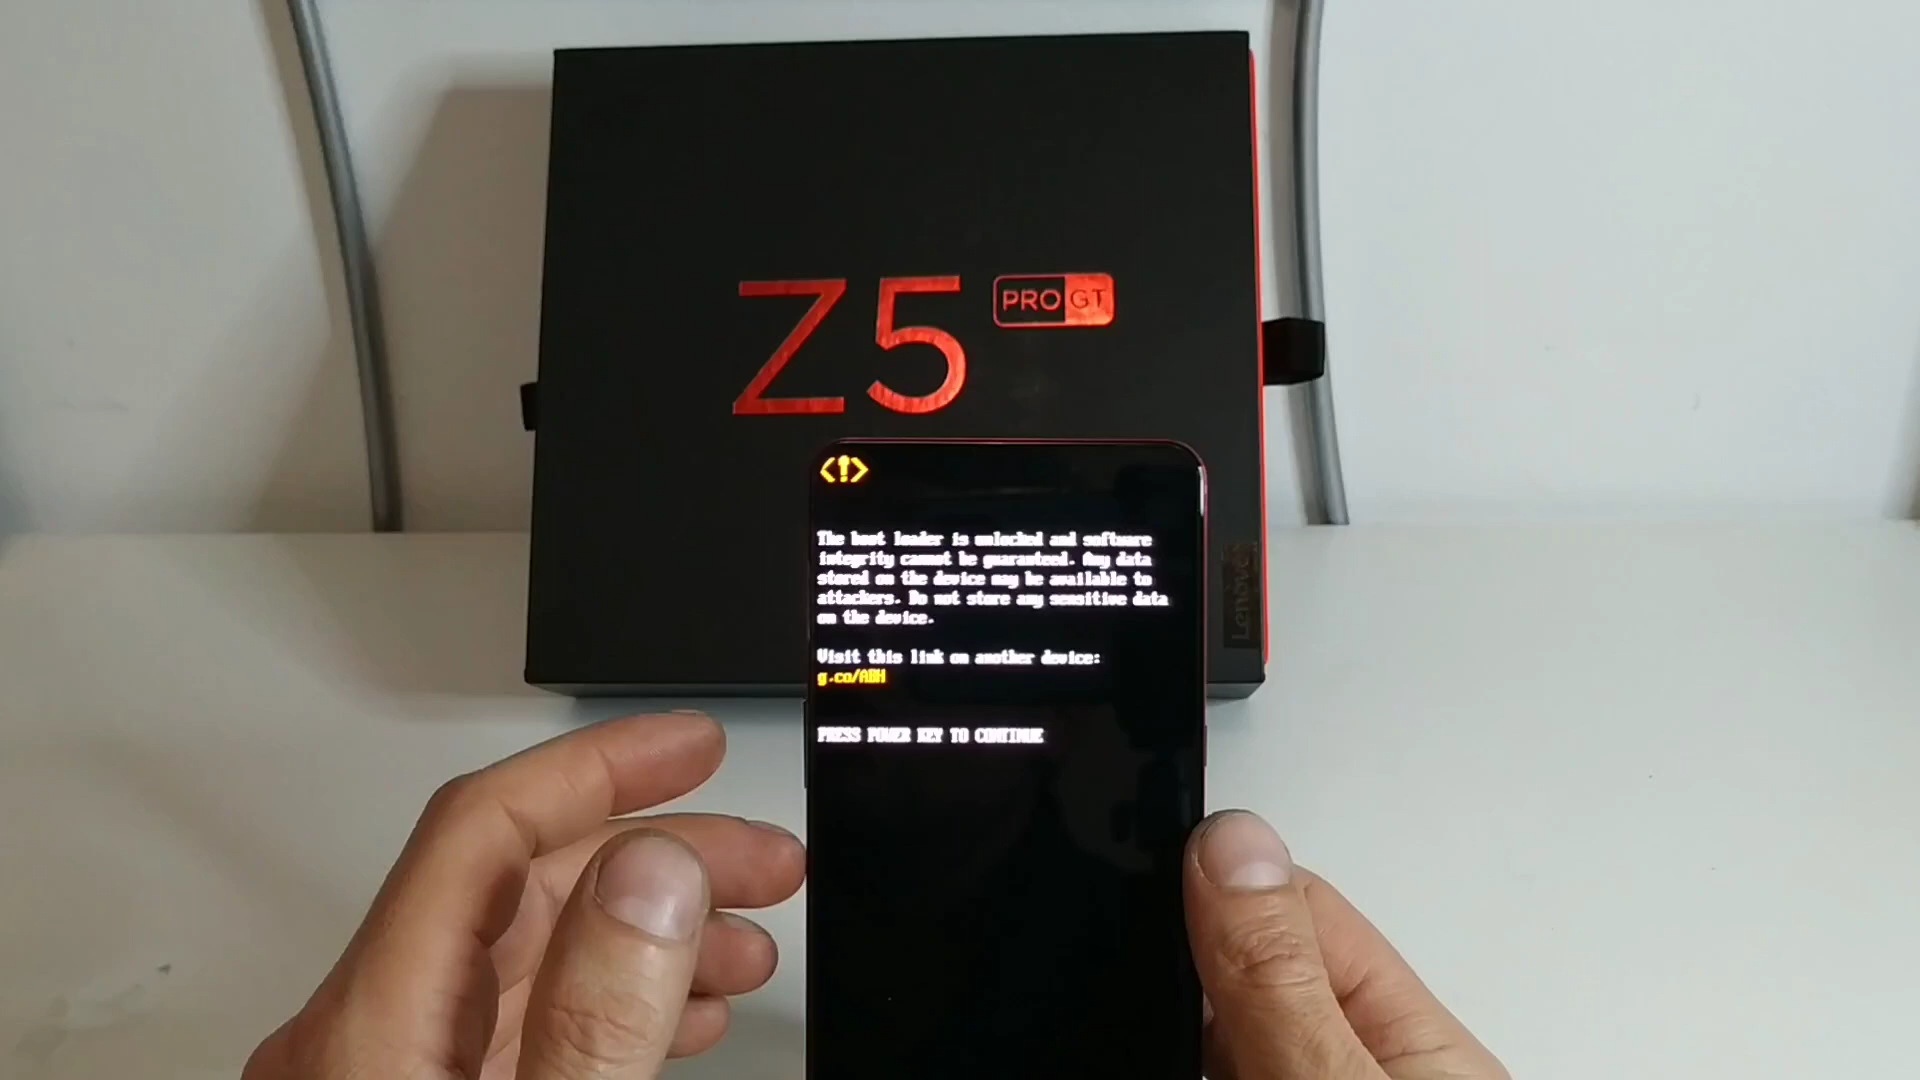 Z5 PRO GT
Lenovo
<!>
The boot loader is unlocked and software
integrity cannot be guaranteed. Any data
stored on the device may be available to
attackers. Do not store any sensitive data
on the device.
Visit this link on another device:
g.co/ABH
PRESS POWER KEY TO CONTINUE